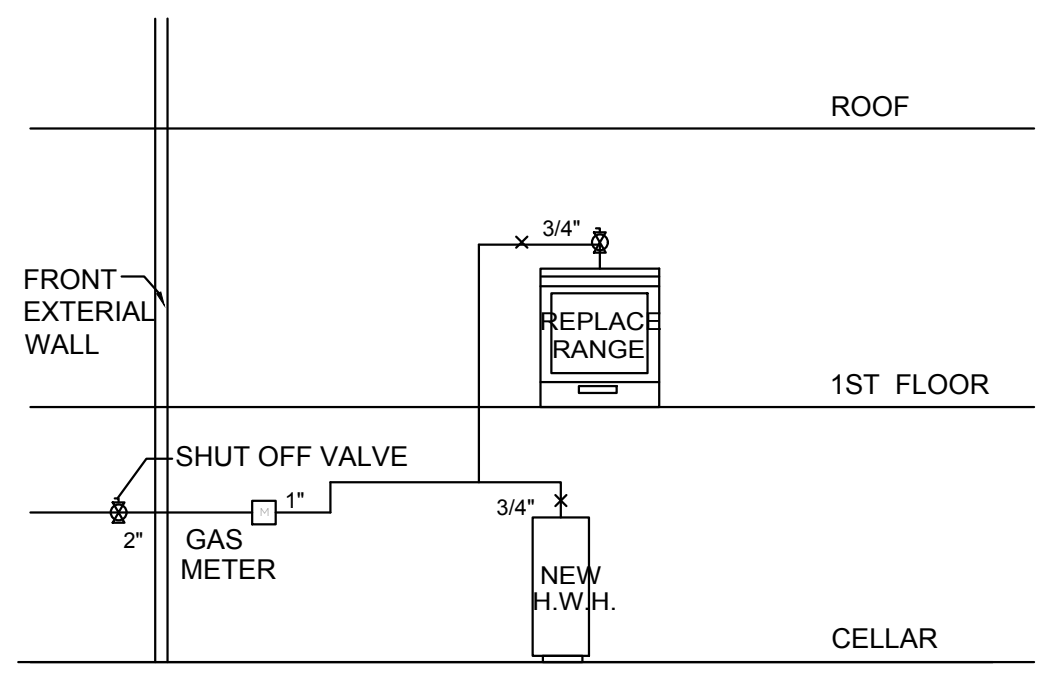 ROOF
3/4"
FRONT
EXTERIAL
WALL
REPLACE
RANGE
1ST FLOOR
SHUT OFF VALVE
1"
3/4"
2"
GAS
METER
M
NEW
H.W.H.
CELLAR